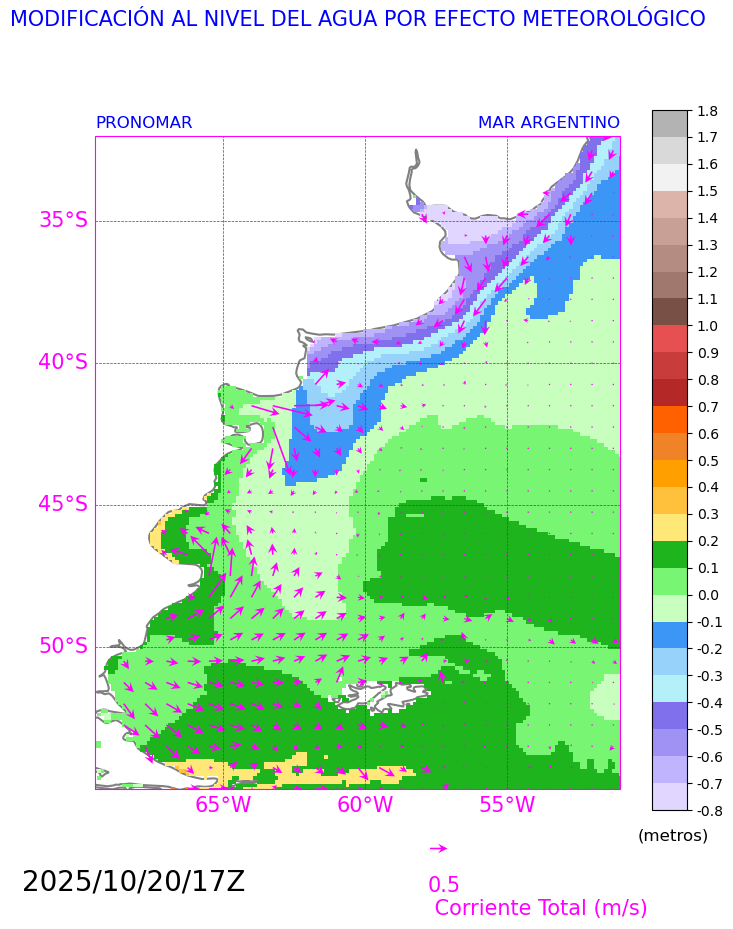 MODIFICACIÓN AL NIVEL DEL AGUA POR EFECTO METEOROLÓGICO
PRONOMAR
MAR ARGENTINO
1.8
1.7
1.6
1.5
1.4
1.3
1.2
1.1
1.0
0.9
0.8
0.7
0.6
0.5
0.4
0.3
0.2
0.1
0.0
-0.1
-0.2
-0.3
-0.4
-0.5
-0.6
-0.7
-0.8
(metros)
35°S
40°S
45°S
50°S
65°W
60°W
55°W
2025/10/20/17Z
0.5
Corriente Total (m/s)